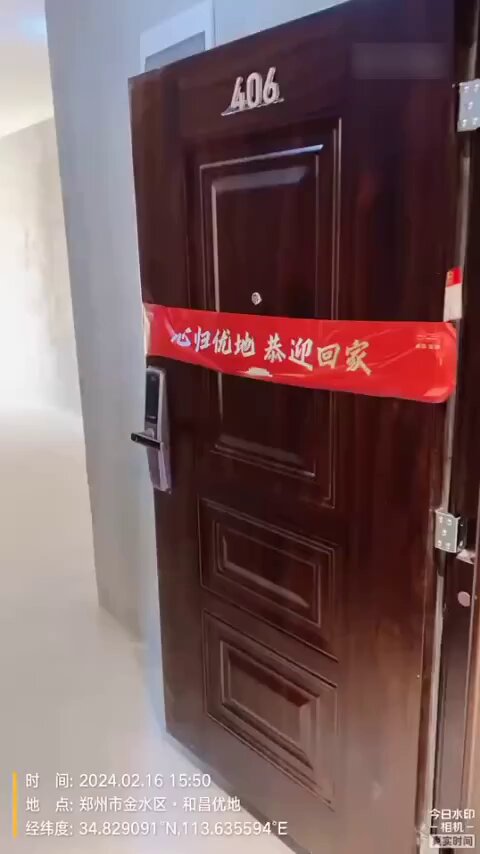 406
心归优地 恭迎回家
时 间: 2024.02.16 15:50
地 点: 郑州市金水区·和昌优地
经纬度: 34.829091°N,113.635594°E
今日水印
-相机-
真实时间